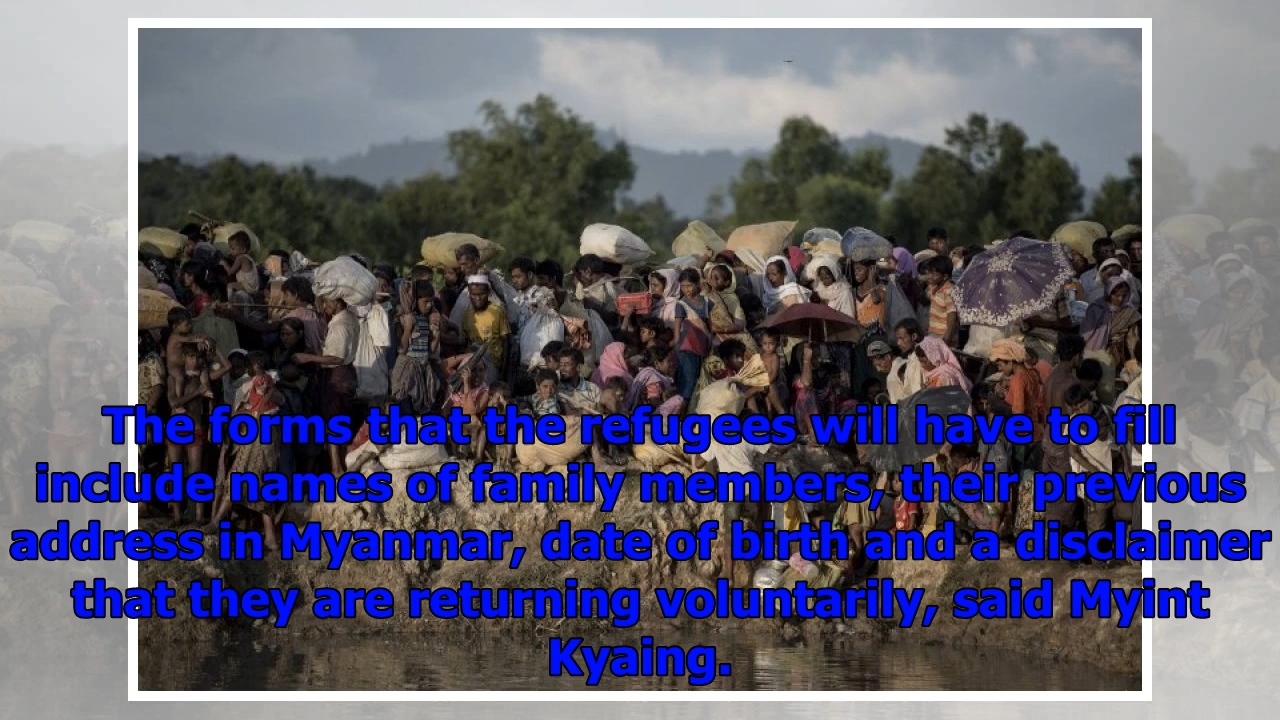 The forms that the refugees will have to fill
include names of family members, their previous
address in Myanmar, date of birth and a disclaimer
that they are returning voluntarily, said Myint
Kyaing.